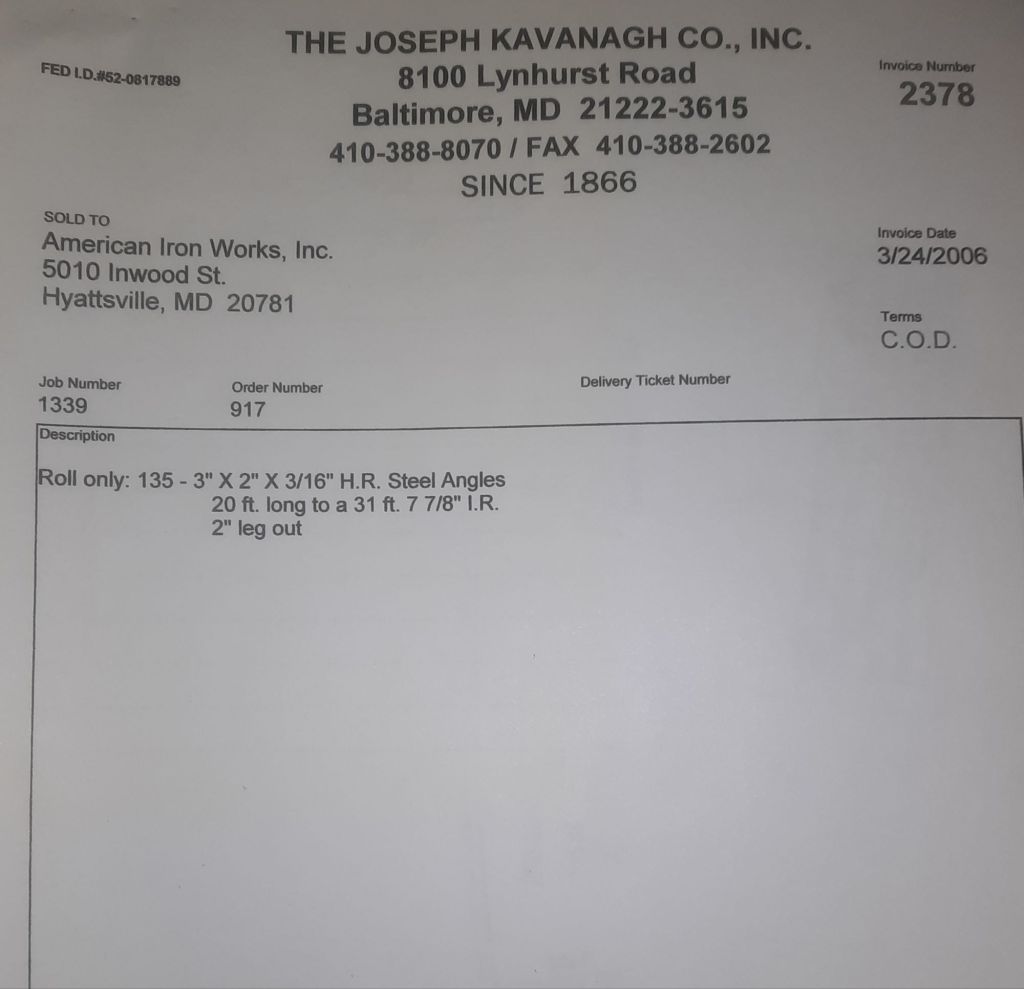 THE JOSEPH KAVANAGH CO., INC.
FED I.D.#52-0817889
8100 Lynhurst Road
Baltimore, MD 21222-3615
410-388-8070 / FAX 410-388-2602
SINCE 1866
Invoice Number
2378
SOLD TO
American Iron Works, Inc.
5010 Inwood St.
Hyattsville, MD 20781
Invoice Date
3/24/2006
Terms
C.O.D.
Job Number
1339
Order Number
917
Delivery Ticket Number
Description
Roll only: 135 - 3" X 2" X 3/16" H.R. Steel Angles
20 ft. long to a 31 ft. 7 7/8" I.R.
2" leg out